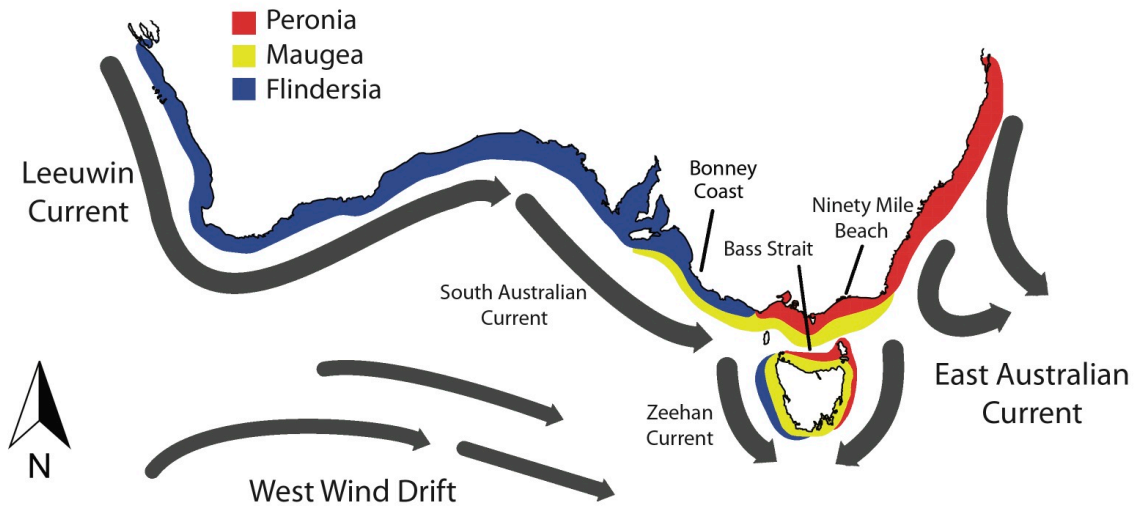 Peronia
Maugea
Flindersia
Leeuwin
Current
Bonney
Coast
Ninety Mile
Beach
Bass Strait
South Australian
Current
East Australian
Current
Zeehan
Current
N
West Wind Drift